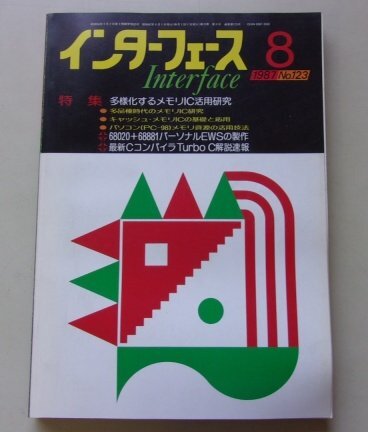 インターフェース
Interface
8
1987 No.123
特集 多様化するメモリIC活用研究
● 多品種時代のメモリIC研究
● キャッシュ・メモリICの基礎と応用
● パソコン(PC-98)メモリ資源の活用技法
68020+68881パーソナルEWSの製作
最新CコンパイラTurbo C解説速報